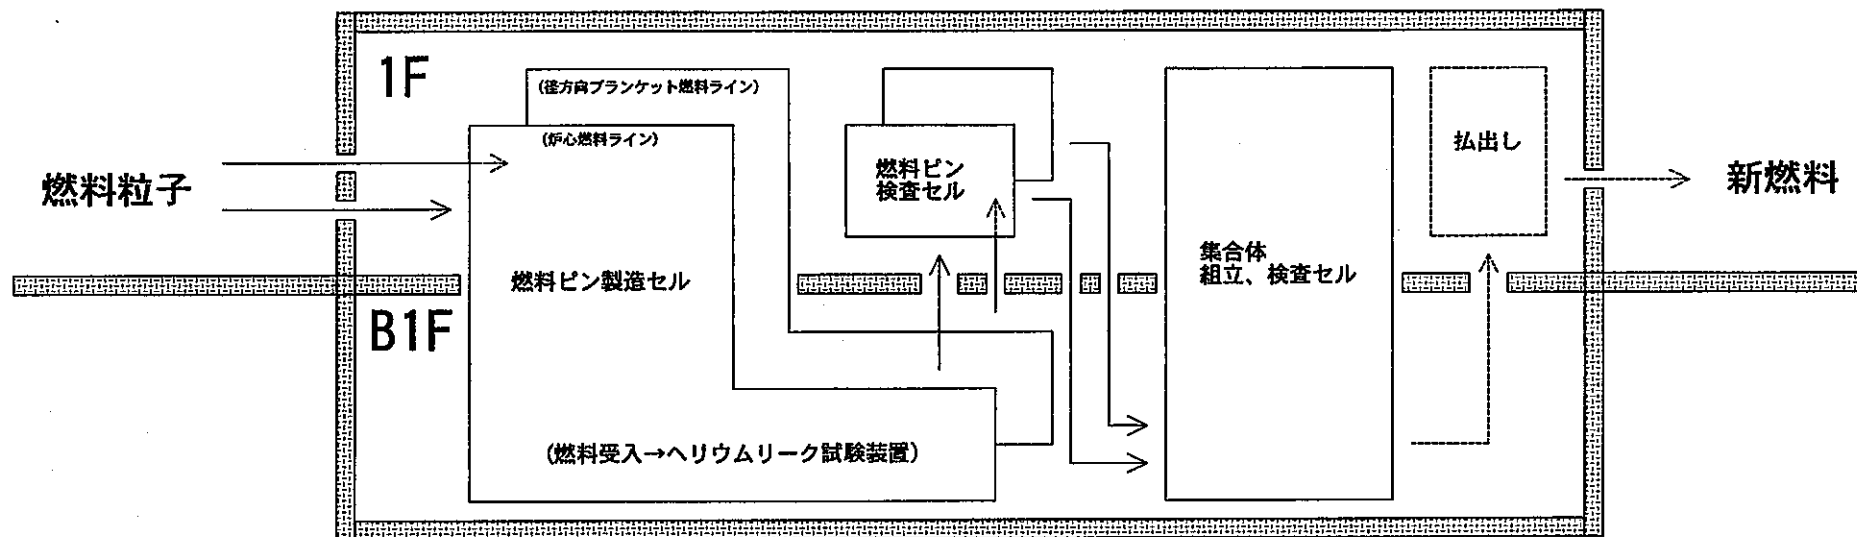 1F
(径方向ブランケット燃料ライン)
(炉心燃料ライン)
燃料粒子
燃料ピン
検査セル
払出し
新燃料
燃料ピン製造セル
集合体
組立、検査セル
B1F
(燃料受入→ヘリウムリーク試験装置)